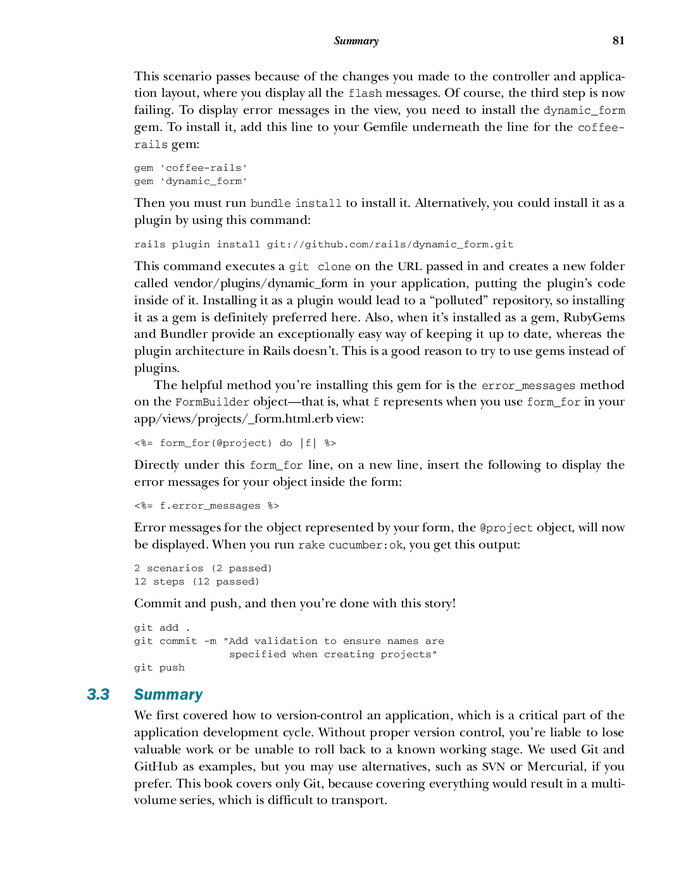 Summary 81
This scenario passes because of the changes you made to the controller and applica-
tion layout, where you display all the flash messages. Of course, the third step is now
failing. To display error messages in the view, you need to install the dynamic_form
gem. To install it, add this line to your Gemfile underneath the line for the coffee-
rails gem:
gem 'coffee-rails'
gem 'dynamic_form'
Then you must run bundle install to install it. Alternatively, you could install it as a
plugin by using this command:
rails plugin install git://github.com/rails/dynamic_form.git
This command executes a git clone on the URL passed in and creates a new folder
called vendor/plugins/dynamic_form in your application, putting the plugin’s code
inside of it. Installing it as a plugin would lead to a “polluted” repository, so installing
it as a gem is definitely preferred here. Also, when it’s installed as a gem, RubyGems
and Bundler provide an exceptionally easy way of keeping it up to date, whereas the
plugin architecture in Rails doesn’t. This is a good reason to try to use gems instead of
plugins.
The helpful method you’re installing this gem for is the error_messages method
on the FormBuilder object—that is, what f represents when you use form_for in your
app/views/projects/_form.html.erb view:
<%= form_for(@project) do |f| %>
Directly under this form_for line, on a new line, insert the following to display the
error messages for your object inside the form:
<%= f.error_messages %>
Error messages for the object represented by your form, the @project object, will now
be displayed. When you run rake cucumber:ok, you get this output:
2 scenarios (2 passed)
12 steps (12 passed)
Commit and push, and then you’re done with this story!
git add .
git commit -m "Add validation to ensure names are
specified when creating projects"
git push
3.3 Summary
We first covered how to version-control an application, which is a critical part of the
application development cycle. Without proper version control, you’re liable to lose
valuable work or be unable to roll back to a known working stage. We used Git and
GitHub as examples, but you may use alternatives, such as SVN or Mercurial, if you
prefer. This book covers only Git, because covering everything would result in a multi-
volume series, which is difficult to transport.